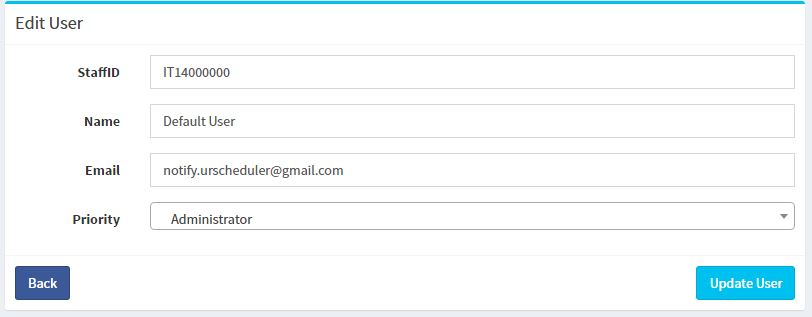 Edit User
StaffID IT14000000
Name Default User
Email notify.urscheduler@gmail.com
Priority Administrator
Back Update User